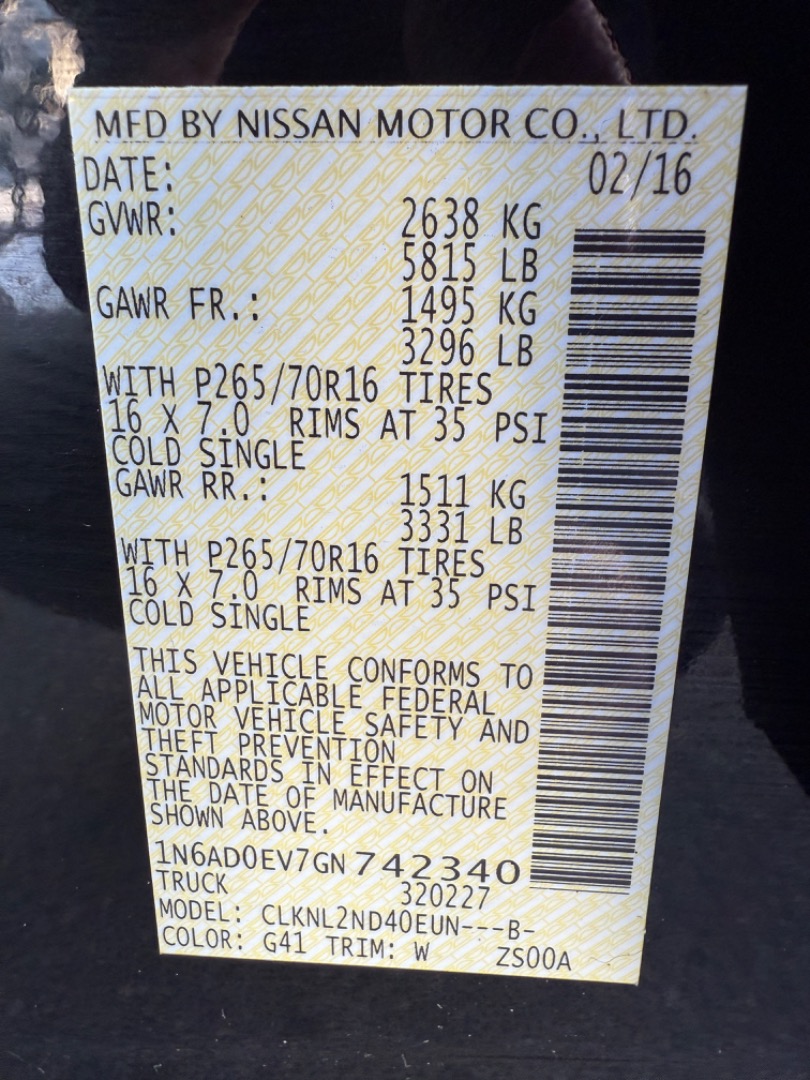 MFD BY NISSAN MOTOR CO., LTD.
DATE: 02/16
GVWR: 2638 KG
5815 LB
GAWR FR.: 1495 KG
3296 LB
WITH P265/70R16 TIRES
16 X 7.0 RIMS AT 35 PSI
COLD SINGLE
GAWR RR.: 1511 KG
3331 LB
WITH P265/70R16 TIRES
16 X 7.0 RIMS AT 35 PSI
COLD SINGLE
THIS VEHICLE CONFORMS TO
ALL APPLICABLE FEDERAL
MOTOR VEHICLE SAFETY AND
THEFT PREVENTION
STANDARDS IN EFFECT ON
THE DATE OF MANUFACTURE
SHOWN ABOVE.
1N6AD0EV7GN742340
TRUCK 320227
MODEL: CLKNL2ND40EUN---B-
COLOR: G41 TRIM: W ZS00A